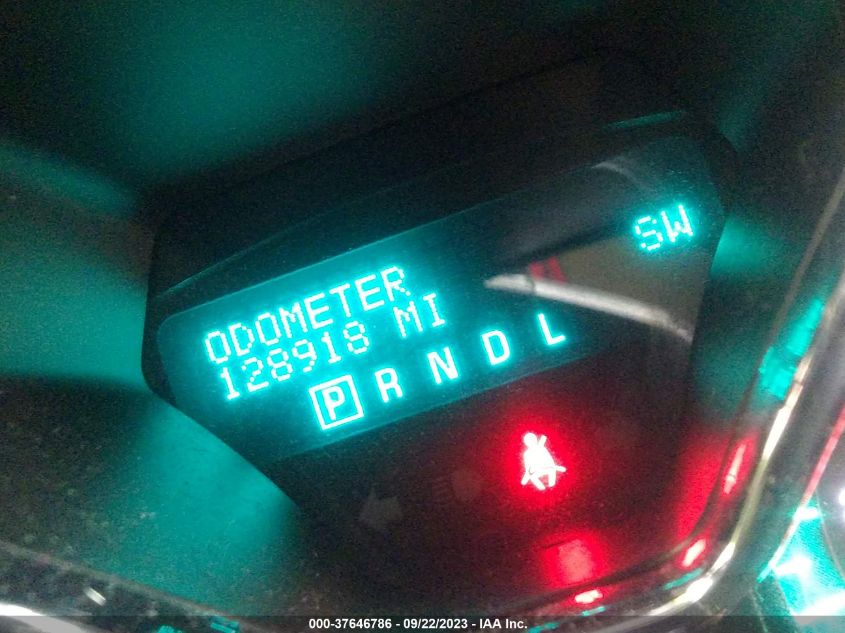 SW
ODOMETER
128918 MI
P R N D L
000-37646786 - 09/22/2023 - IAA Inc.